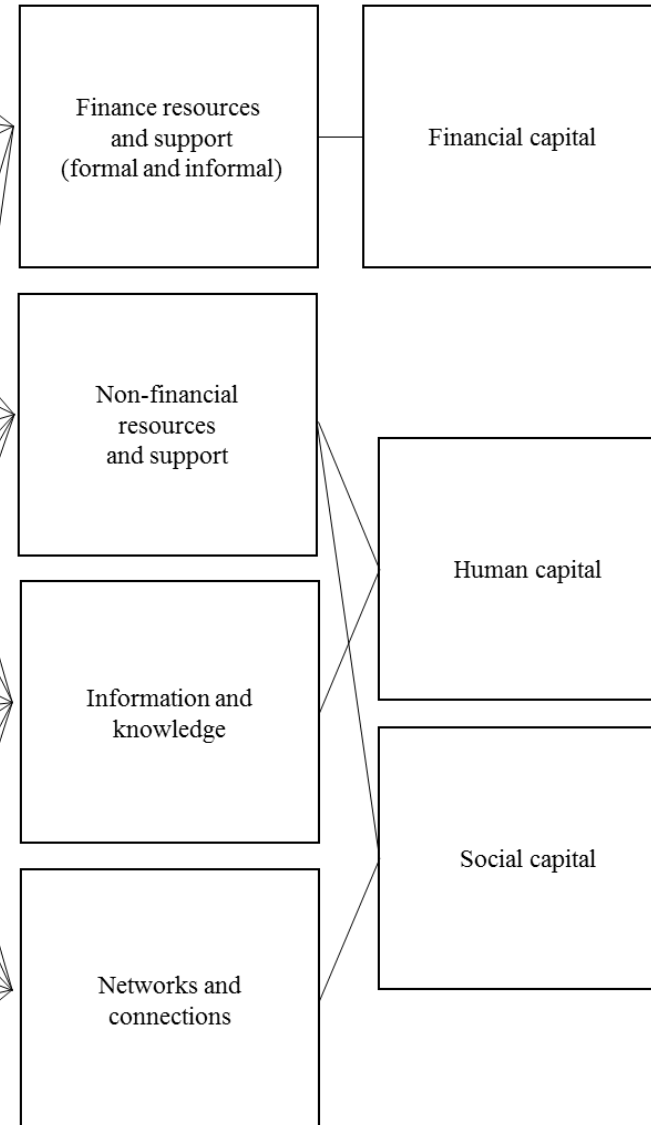 Finance resources
and support
(formal and informal)
Financial capital
Non-financial
resources
and support
Human capital
Information and
knowledge
Social capital
Networks and
connections